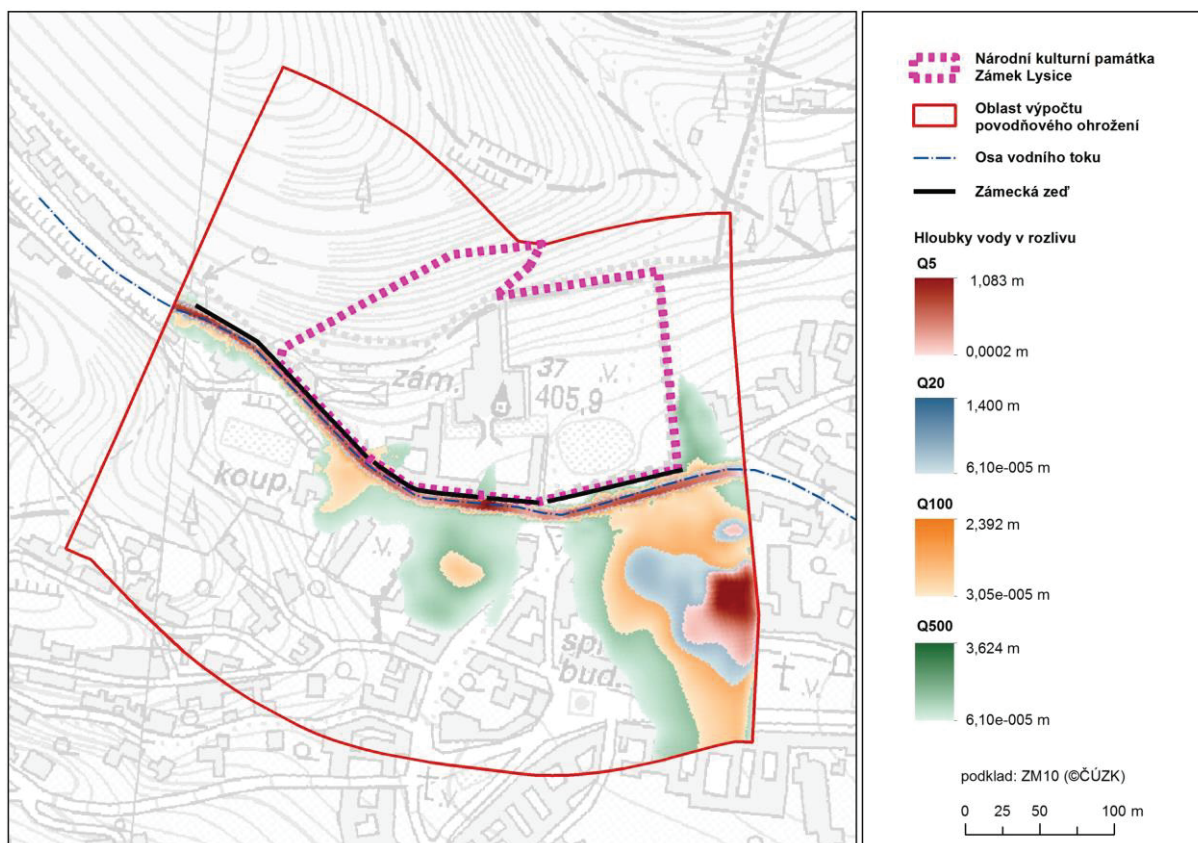 zám.
37
405,9
v.
koup.
v.
v.
spr.
bud.
v.
t.v.
Národní kulturní památka
Zámek Lysice
Oblast výpočtu
povodňového ohrožení
Osa vodního toku
Zámecká zeď
Hloubky vody v rozlivu
Q5
1,083 m
0,0002 m
Q20
1,400 m
6,10e-005 m
Q100
2,392 m
3,05e-005 m
Q500
3,624 m
6,10e-005 m
podklad: ZM10 (©ČÚZK)
0 25 50 100 m